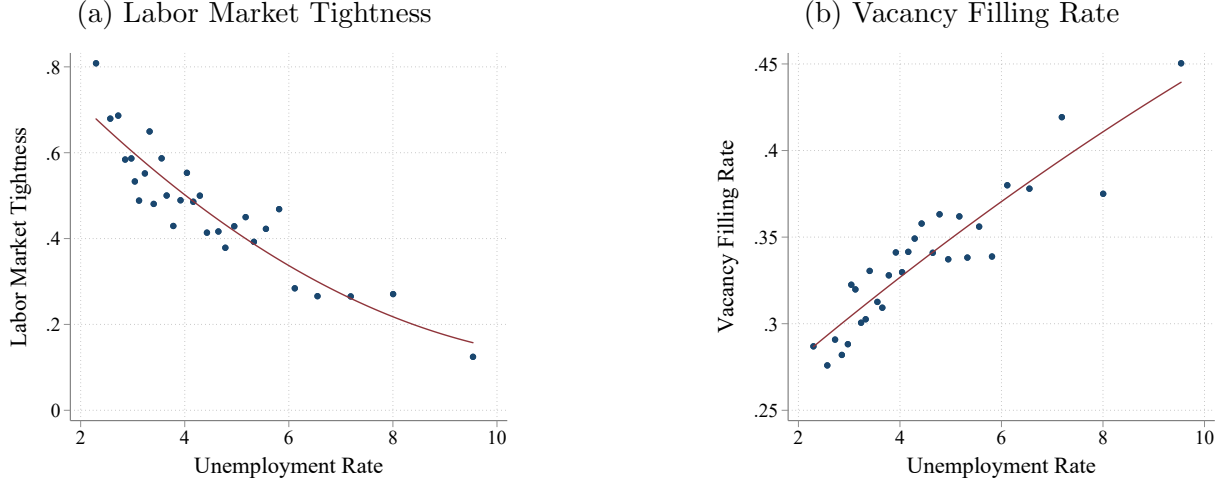 (a) Labor Market Tightness
Labor Market Tightness
.8
.6
.4
.2
0
2 4 6 8 10
Unemployment Rate
(b) Vacancy Filling Rate
Vacancy Filling Rate
.45
.4
.35
.3
.25
2 4 6 8 10
Unemployment Rate